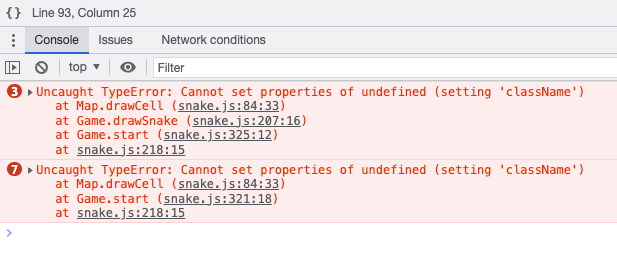 {} Line 93, Column 25
Console Issues Network conditions
top Filter
3 Uncaught TypeError: Cannot set properties of undefined (setting 'className')
at Map.drawCell (snake.js:84:33)
at Game.drawSnake (snake.js:207:16)
at Game.start (snake.js:325:12)
at snake.js:218:15
7 Uncaught TypeError: Cannot set properties of undefined (setting 'className')
at Map.drawCell (snake.js:84:33)
at Game.start (snake.js:321:18)
at snake.js:218:15
>